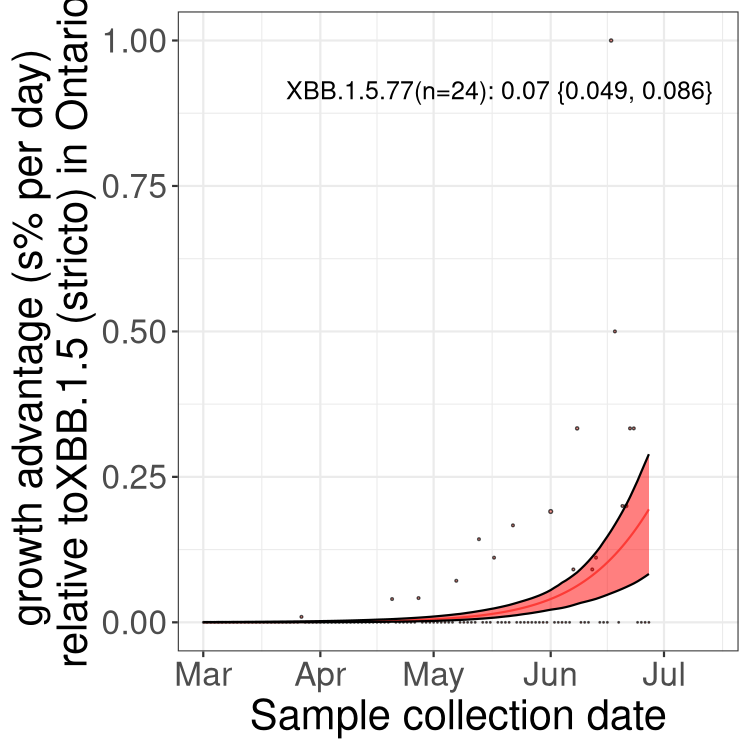 growth advantage (s% per day)
relative toXBB.1.5 (stricto) in Ontario
1.00
0.75
0.50
0.25
0.00
XBB.1.5.77(n=24): 0.07 {0.049, 0.086}
Mar Apr May Jun Jul
Sample collection date